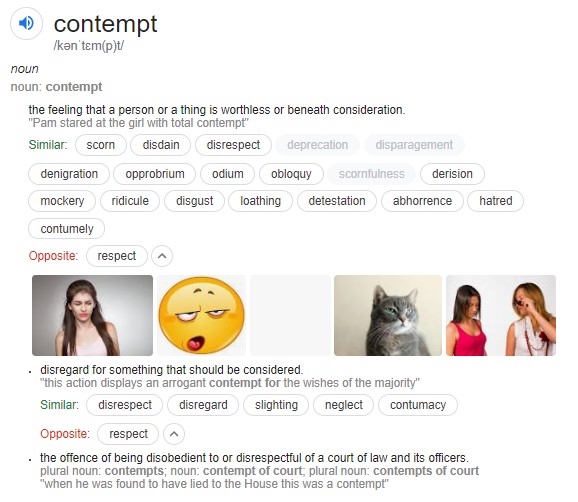 contempt
/kənˈtɛm(p)t/
noun
noun: contempt
the feeling that a person or a thing is worthless or beneath consideration.
"Pam stared at the girl with total contempt"
Similar: scorn disdain disrespect deprecation disparagement
denigration opprobrium odium obloquy scornfulness derision
mockery ridicule disgust loathing detestation abhorrence hatred
contumely
Opposite: respect
disregard for something that should be considered.
"this action displays an arrogant contempt for the wishes of the majority"
Similar: disrespect disregard slighting neglect contumacy
Opposite: respect
the offence of being disobedient to or disrespectful of a court of law and its officers.
plural noun: contempts; noun: contempt of court; plural noun: contempts of court
"when he was found to have lied to the House this was a contempt"